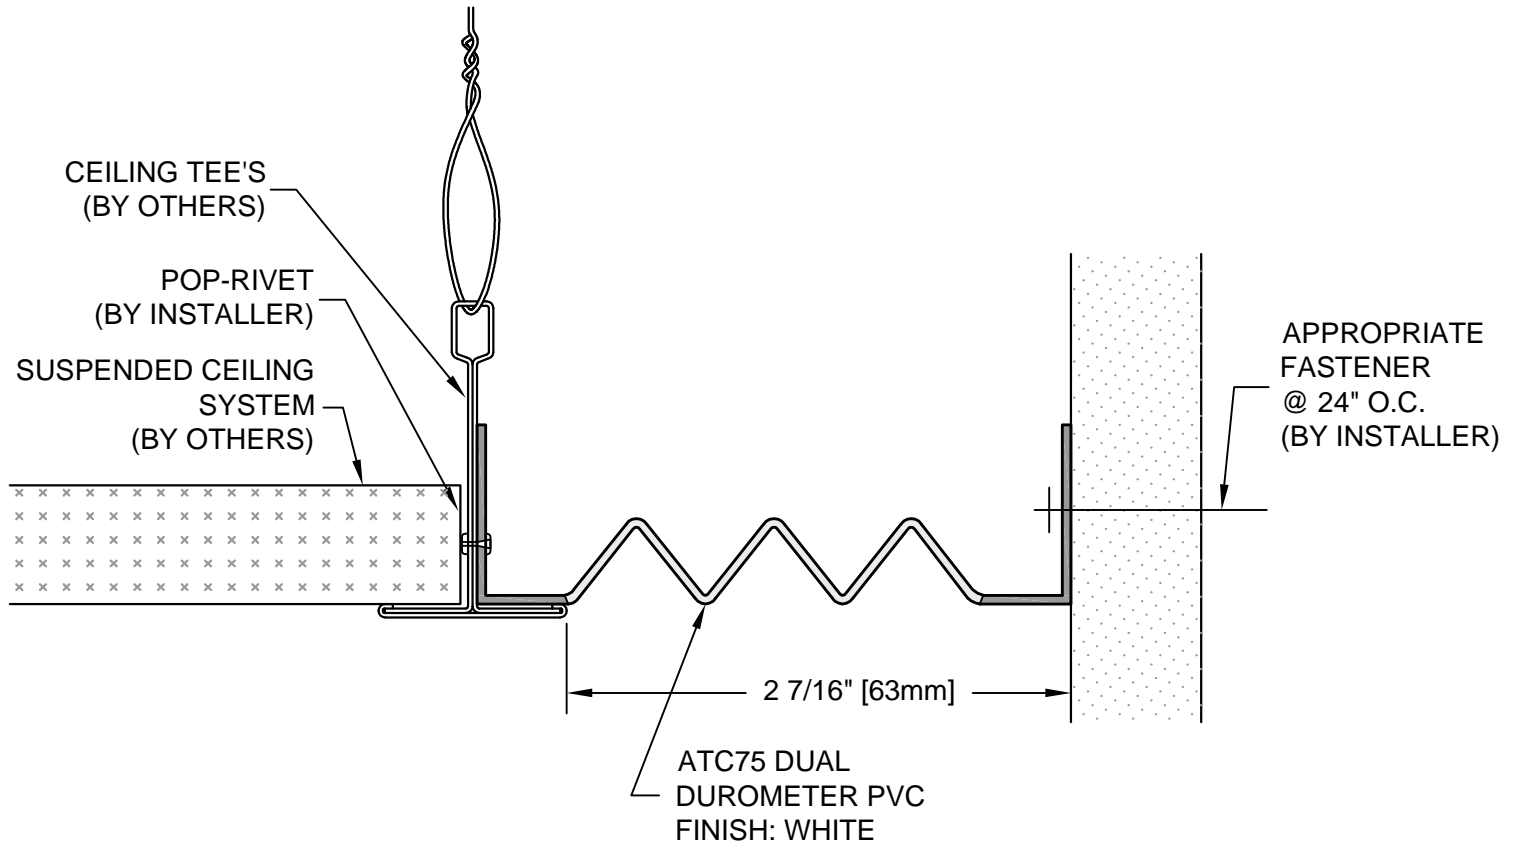 CEILING TEE'S
(BY OTHERS)
POP-RIVET
(BY INSTALLER)
SUSPENDED CEILING
SYSTEM
(BY OTHERS)
APPROPRIATE
FASTENER
@ 24" O.C.
(BY INSTALLER)
2 7/16" [63mm]
ATC75 DUAL
DUROMETER PVC
FINISH: WHITE